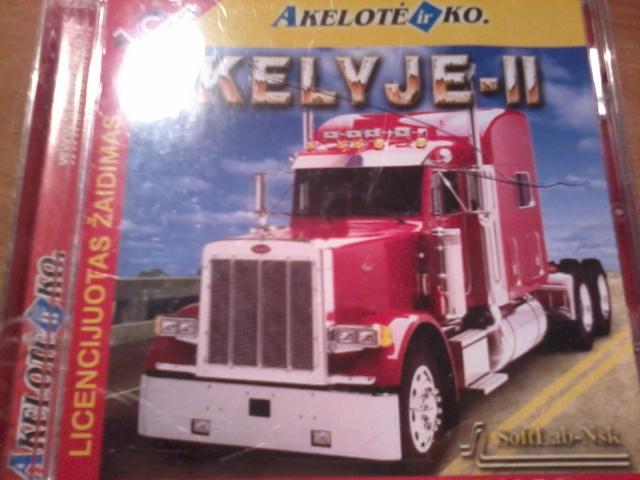 AKELOTĖ ir KO.
KELYJE-II
LICENCIJUOTAS ŽAIDIMAS
AKELOTĖ ir KO.
SoftLab-Nsk